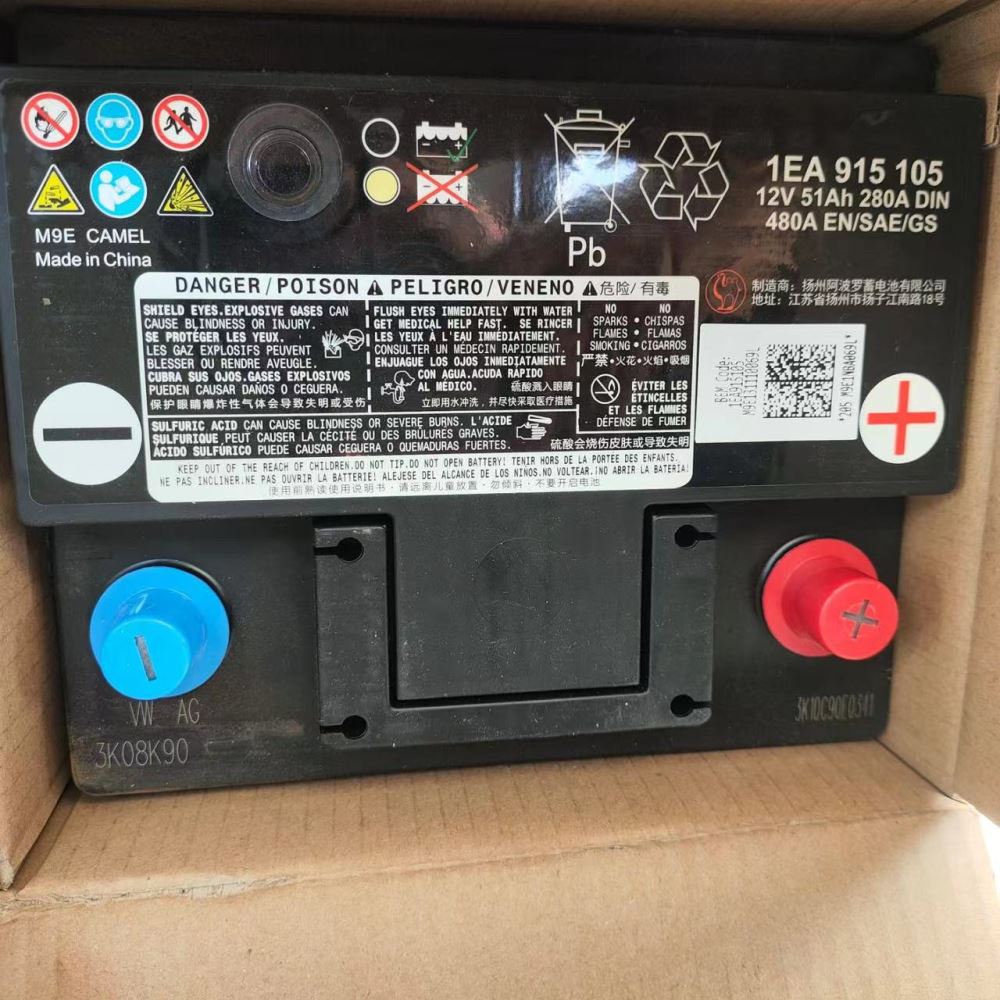 1EA 915 105
12V 51Ah 280A DIN
480A EN/SAE/GS
Pb
M9E CAMEL
Made in China
制造商：扬州阿波罗蓄电池有限公司
地址：江苏省扬州市扬子江南路18号
DANGER/POISON PELIGRO/VENENO 危险/有毒
SHIELD EYES.EXPLOSIVE GASES CAN
CAUSE BLINDNESS OR INJURY.
SE PROTÉGER LES YEUX.
LES GAZ EXPLOSIFS PEUVENT
BLESSER OU RENDRE AVEUGLE.
CUBRA SUS OJOS.GASES EXPLOSIVOS
PUEDEN CAUSAR DAÑOS O CEGUERA.
保护眼睛爆炸性气体会导致失明或受伤
FLUSH EYES IMMEDIATELY WITH WATER
GET MEDICAL HELP FAST. SE RINCER
LES YEUX À L'EAU IMMÉDIATEMENT.
CONSULTER UN MÉDECIN RAPIDEMENT.
ENJUAGUE LOS OJOS INMEDIATEMENTE
CON AGUA.ACUDA RÁPIDO
AL MÉDICO. 硫酸溅入眼睛
立即用水冲洗，并尽快采取医疗措施
NO NO
SPARKS • CHISPAS
FLAMES • FLAMAS
SMOKING • CIGARROS
严禁·火花·火焰·吸烟
ÉVITER LES
ÉTINCELLES
ET LES FLAMMES
DÉFENSE DE FUMER
SULFURIC ACID CAN CAUSE BLINDNESS OR SEVERE BURNS. L'ACIDE
SULFURIQUE PEUT CAUSER LA CÉCITÉ OU DES BRÛLURES GRAVES.
ÁCIDO SULFÚRICO PUEDE CAUSAR CEGUERA O QUEMADURAS FUERTES.
硫酸会烧伤皮肤或导致失明
KEEP OUT OF THE REACH OF CHILDREN.DO NOT TIP.DO NOT OPEN BATTERY! TENIR HORS DE LA PORTEE DES ENFANTS.
NE PAS INCLINER.NE PAS OUVRIR LA BATTERIE! ALEJESE DEL ALCANCE DE LOS NINOS.NO VOLTEAR.¡NO ABRIR LA BATERIA!
使用前熟读使用说明书·请远离儿童放置·勿倾斜·不要开启电池
BEM Code:
1EA915105
VW AG
3K08K90